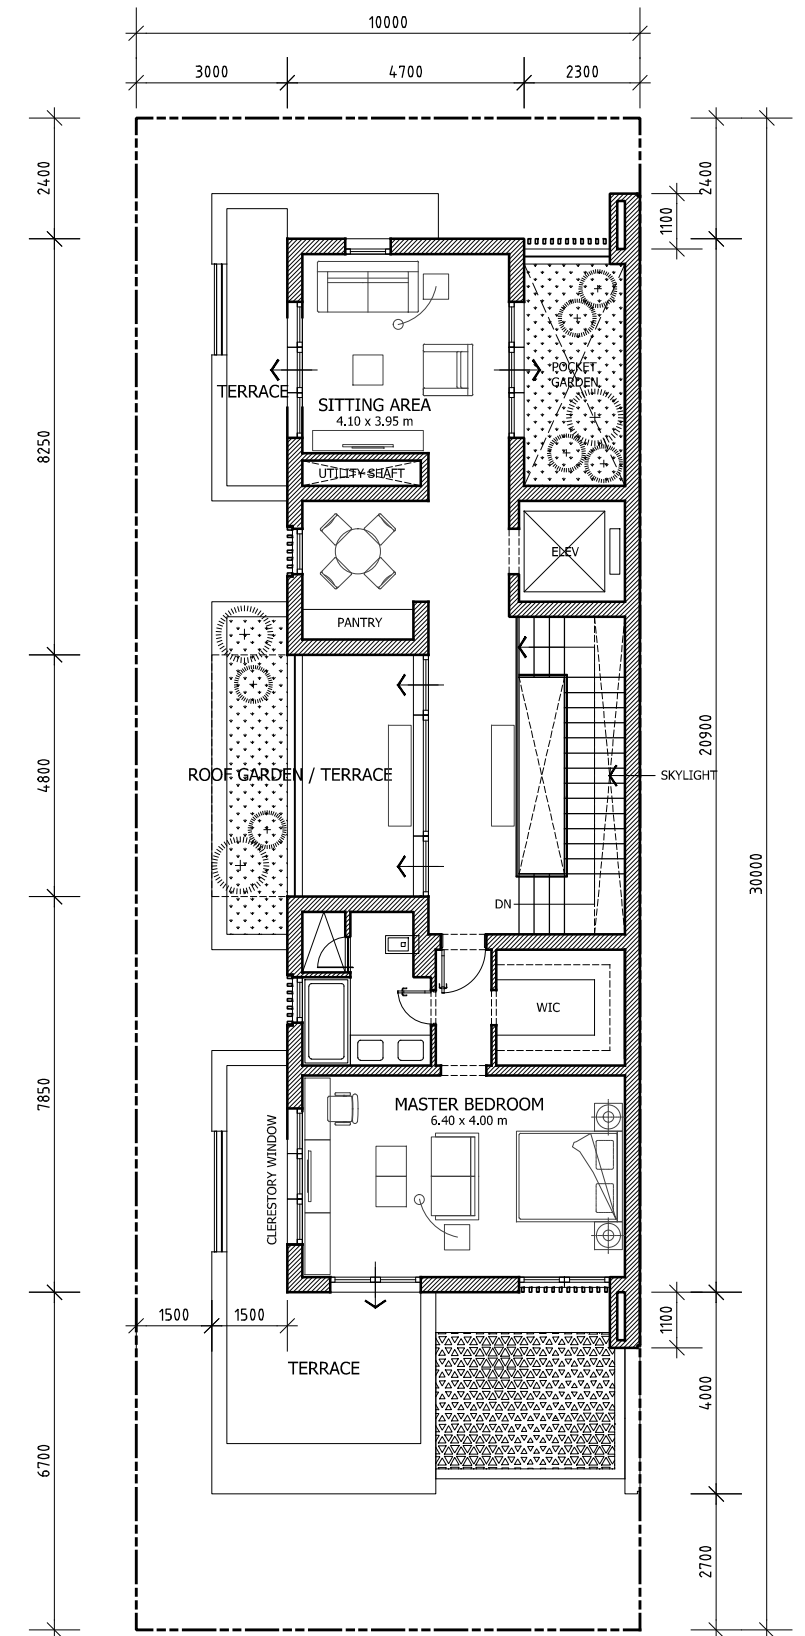 10000
3000
4700
2300
2400
2400
1100
POCKET
GARDEN
TERRACE
SITTING AREA
4.10 x 3.95 m
8250
UTILITY SHAFT
ELEV
PANTRY
20900
4800
ROOF GARDEN / TERRACE
SKYLIGHT
30000
DN
WIC
7850
MASTER BEDROOM
6.40 x 4.00 m
CLERESTORY WINDOW
1500
1500
1100
TERRACE
4000
6700
2700